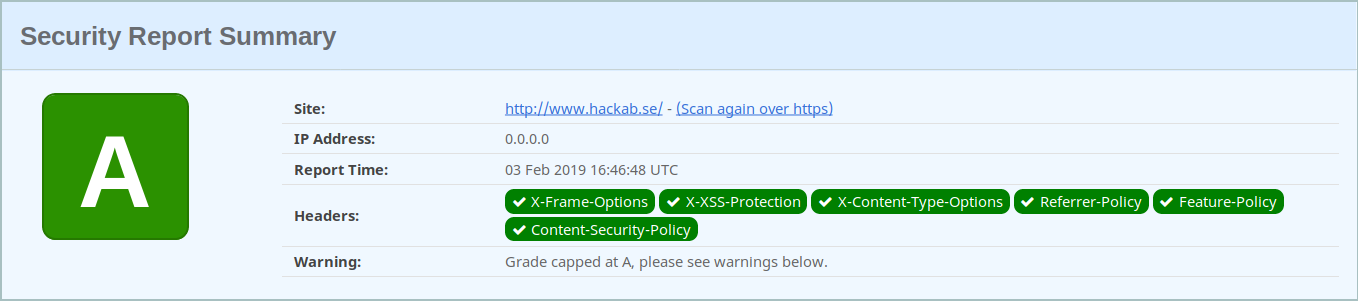 Security Report Summary
A
Site: http://www.hackab.se/ - (Scan again over https)
IP Address: 0.0.0.0
Report Time: 03 Feb 2019 16:46:48 UTC
Headers: X-Frame-Options X-XSS-Protection X-Content-Type-Options Referrer-Policy Feature-Policy
Content-Security-Policy
Warning: Grade capped at A, please see warnings below.